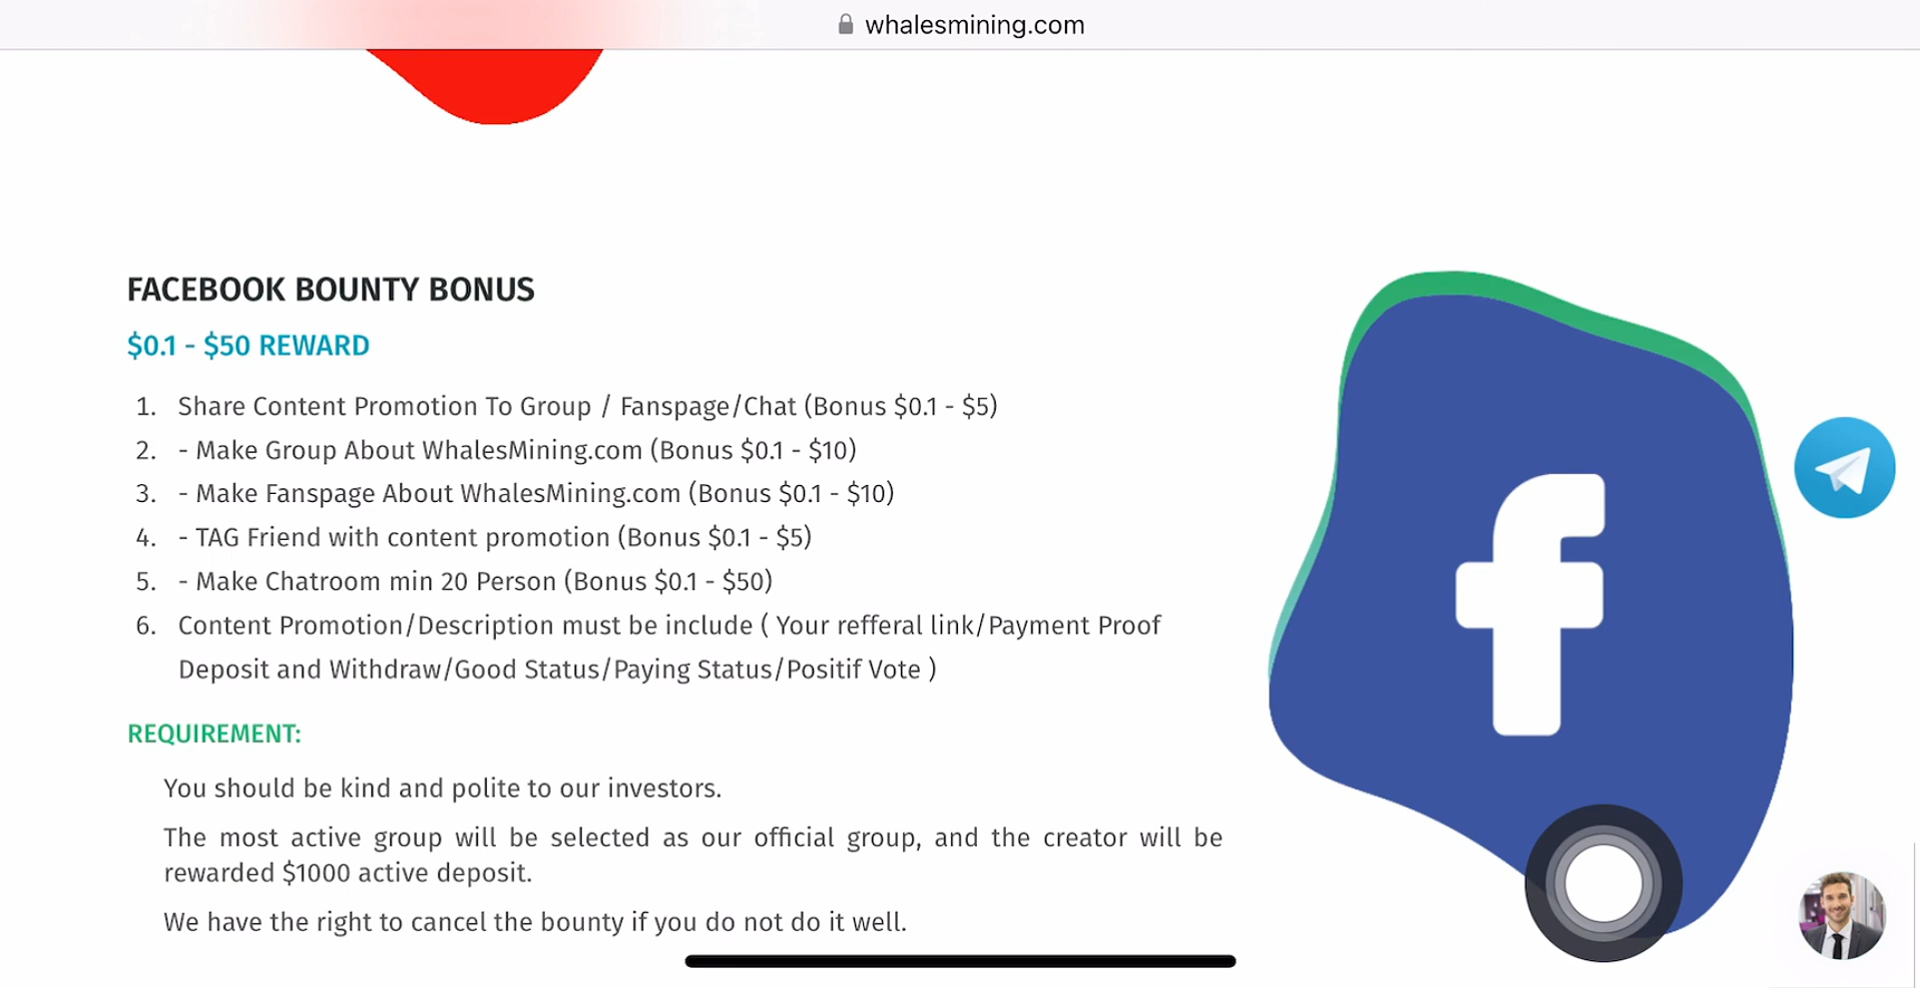 whalesmining.com
FACEBOOK BOUNTY BONUS
$0.1 - $50 REWARD
1. Share Content Promotion To Group / Fanspage/Chat (Bonus $0.1 - $5)
2. - Make Group About WhalesMining.com (Bonus $0.1 - $10)
3. - Make Fanspage About WhalesMining.com (Bonus $0.1 - $10)
4. - TAG Friend with content promotion (Bonus $0.1 - $5)
5. - Make Chatroom min 20 Person (Bonus $0.1 - $50)
6. Content Promotion/Description must be include ( Your refferal link/Payment Proof
Deposit and Withdraw/Good Status/Paying Status/Positif Vote )
REQUIREMENT:
You should be kind and polite to our investors.
The most active group will be selected as our official group, and the creator will be
rewarded $1000 active deposit.
We have the right to cancel the bounty if you do not do it well.